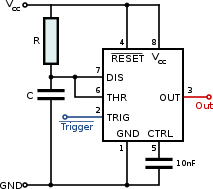 Vcc
R
4
8
RESET
Vcc
7
DIS
C
6
THR
OUT
3
Out
2
TRIG
Trigger
GND
CTRL
1
5
10nF
GND